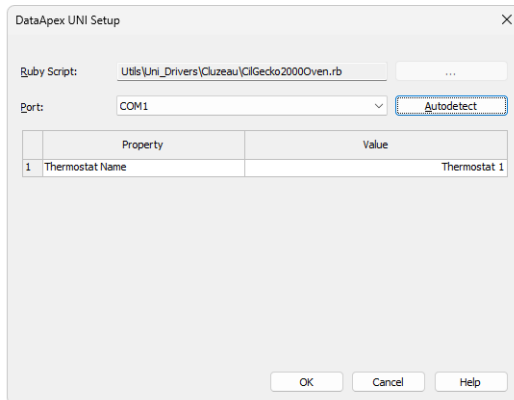 DataApex UNI Setup
Ruby Script: Utils\Uni_Drivers\Cluzeau\CilGecko2000Oven.rb ...
Port: COM1 Autodetect
Property Value
1 Thermostat Name Thermostat 1
OK Cancel Help